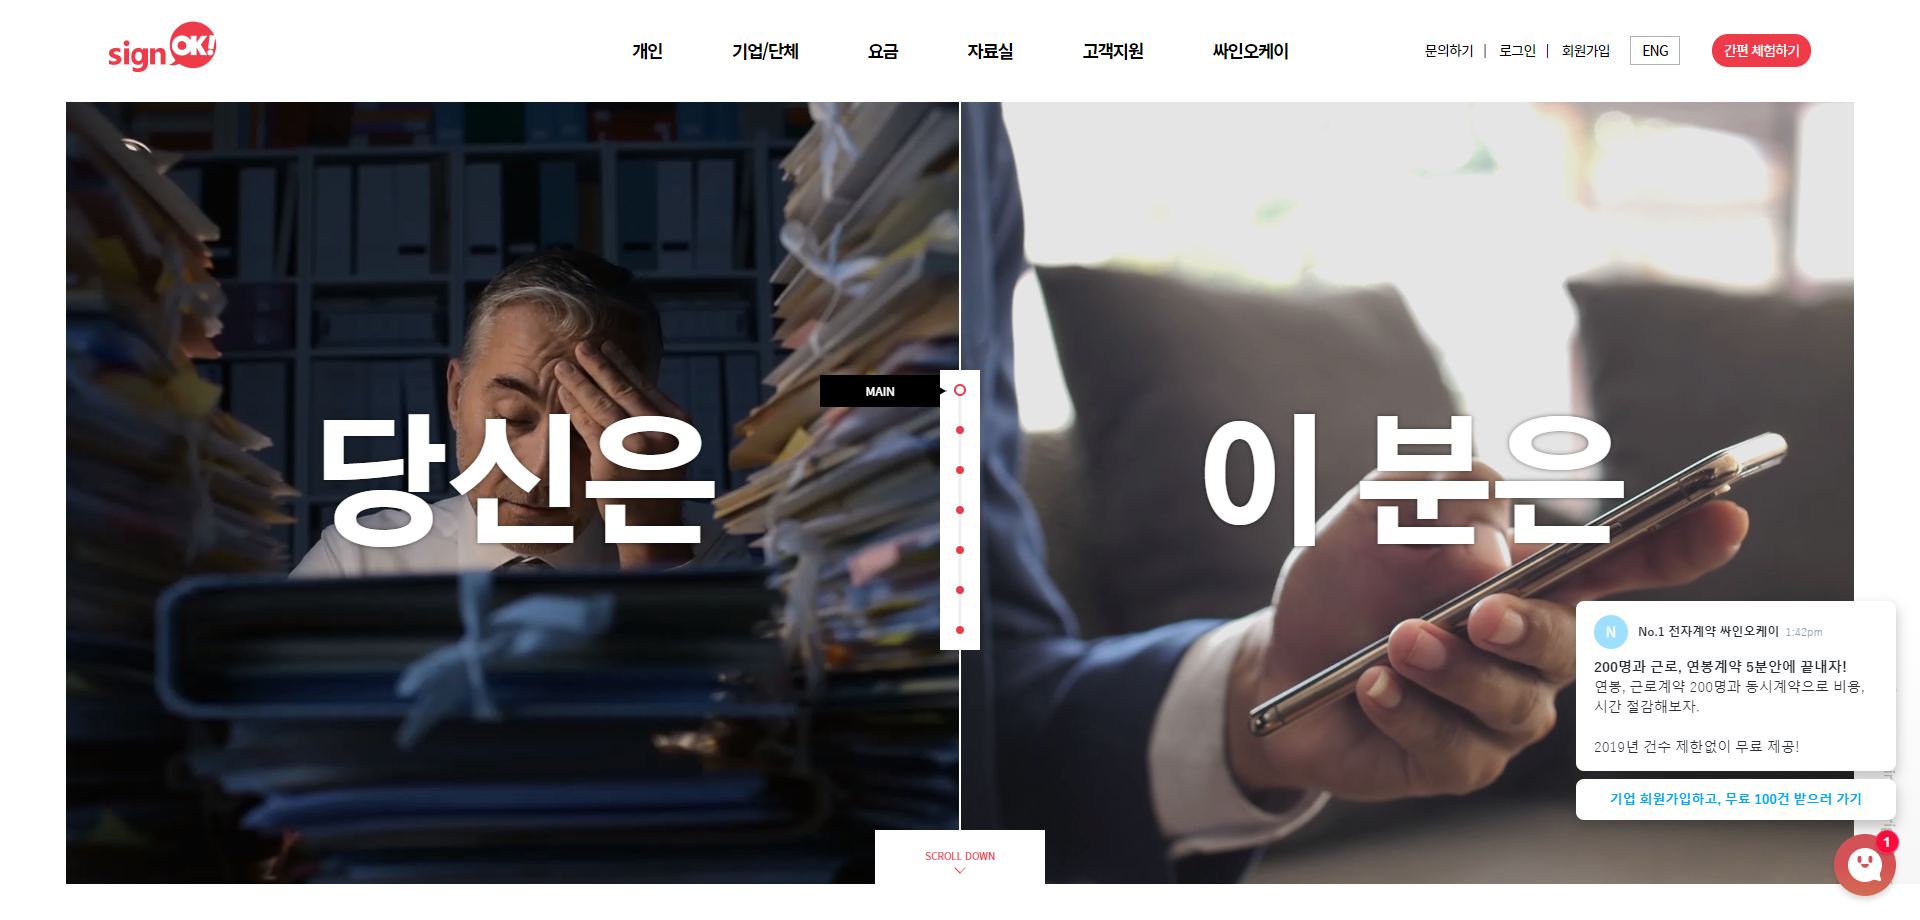 sign OK!
개인
기업/단체
요금
자료실
고객지원
싸인오케이
문의하기
로그인
회원가입
ENG
간편 체험하기
MAIN
당신은
이 분은
SCROLL DOWN
N
No.1 전자계약 싸인오케이 1:42pm
200명과 근로, 연봉계약 5분안에 끝내자!
연봉, 근로계약 200명과 동시계약으로 비용,
시간 절감해보자.
2019년 건수 제한없이 무료 제공!
기업 회원가입하고, 무료 100건 받으러 가기
1